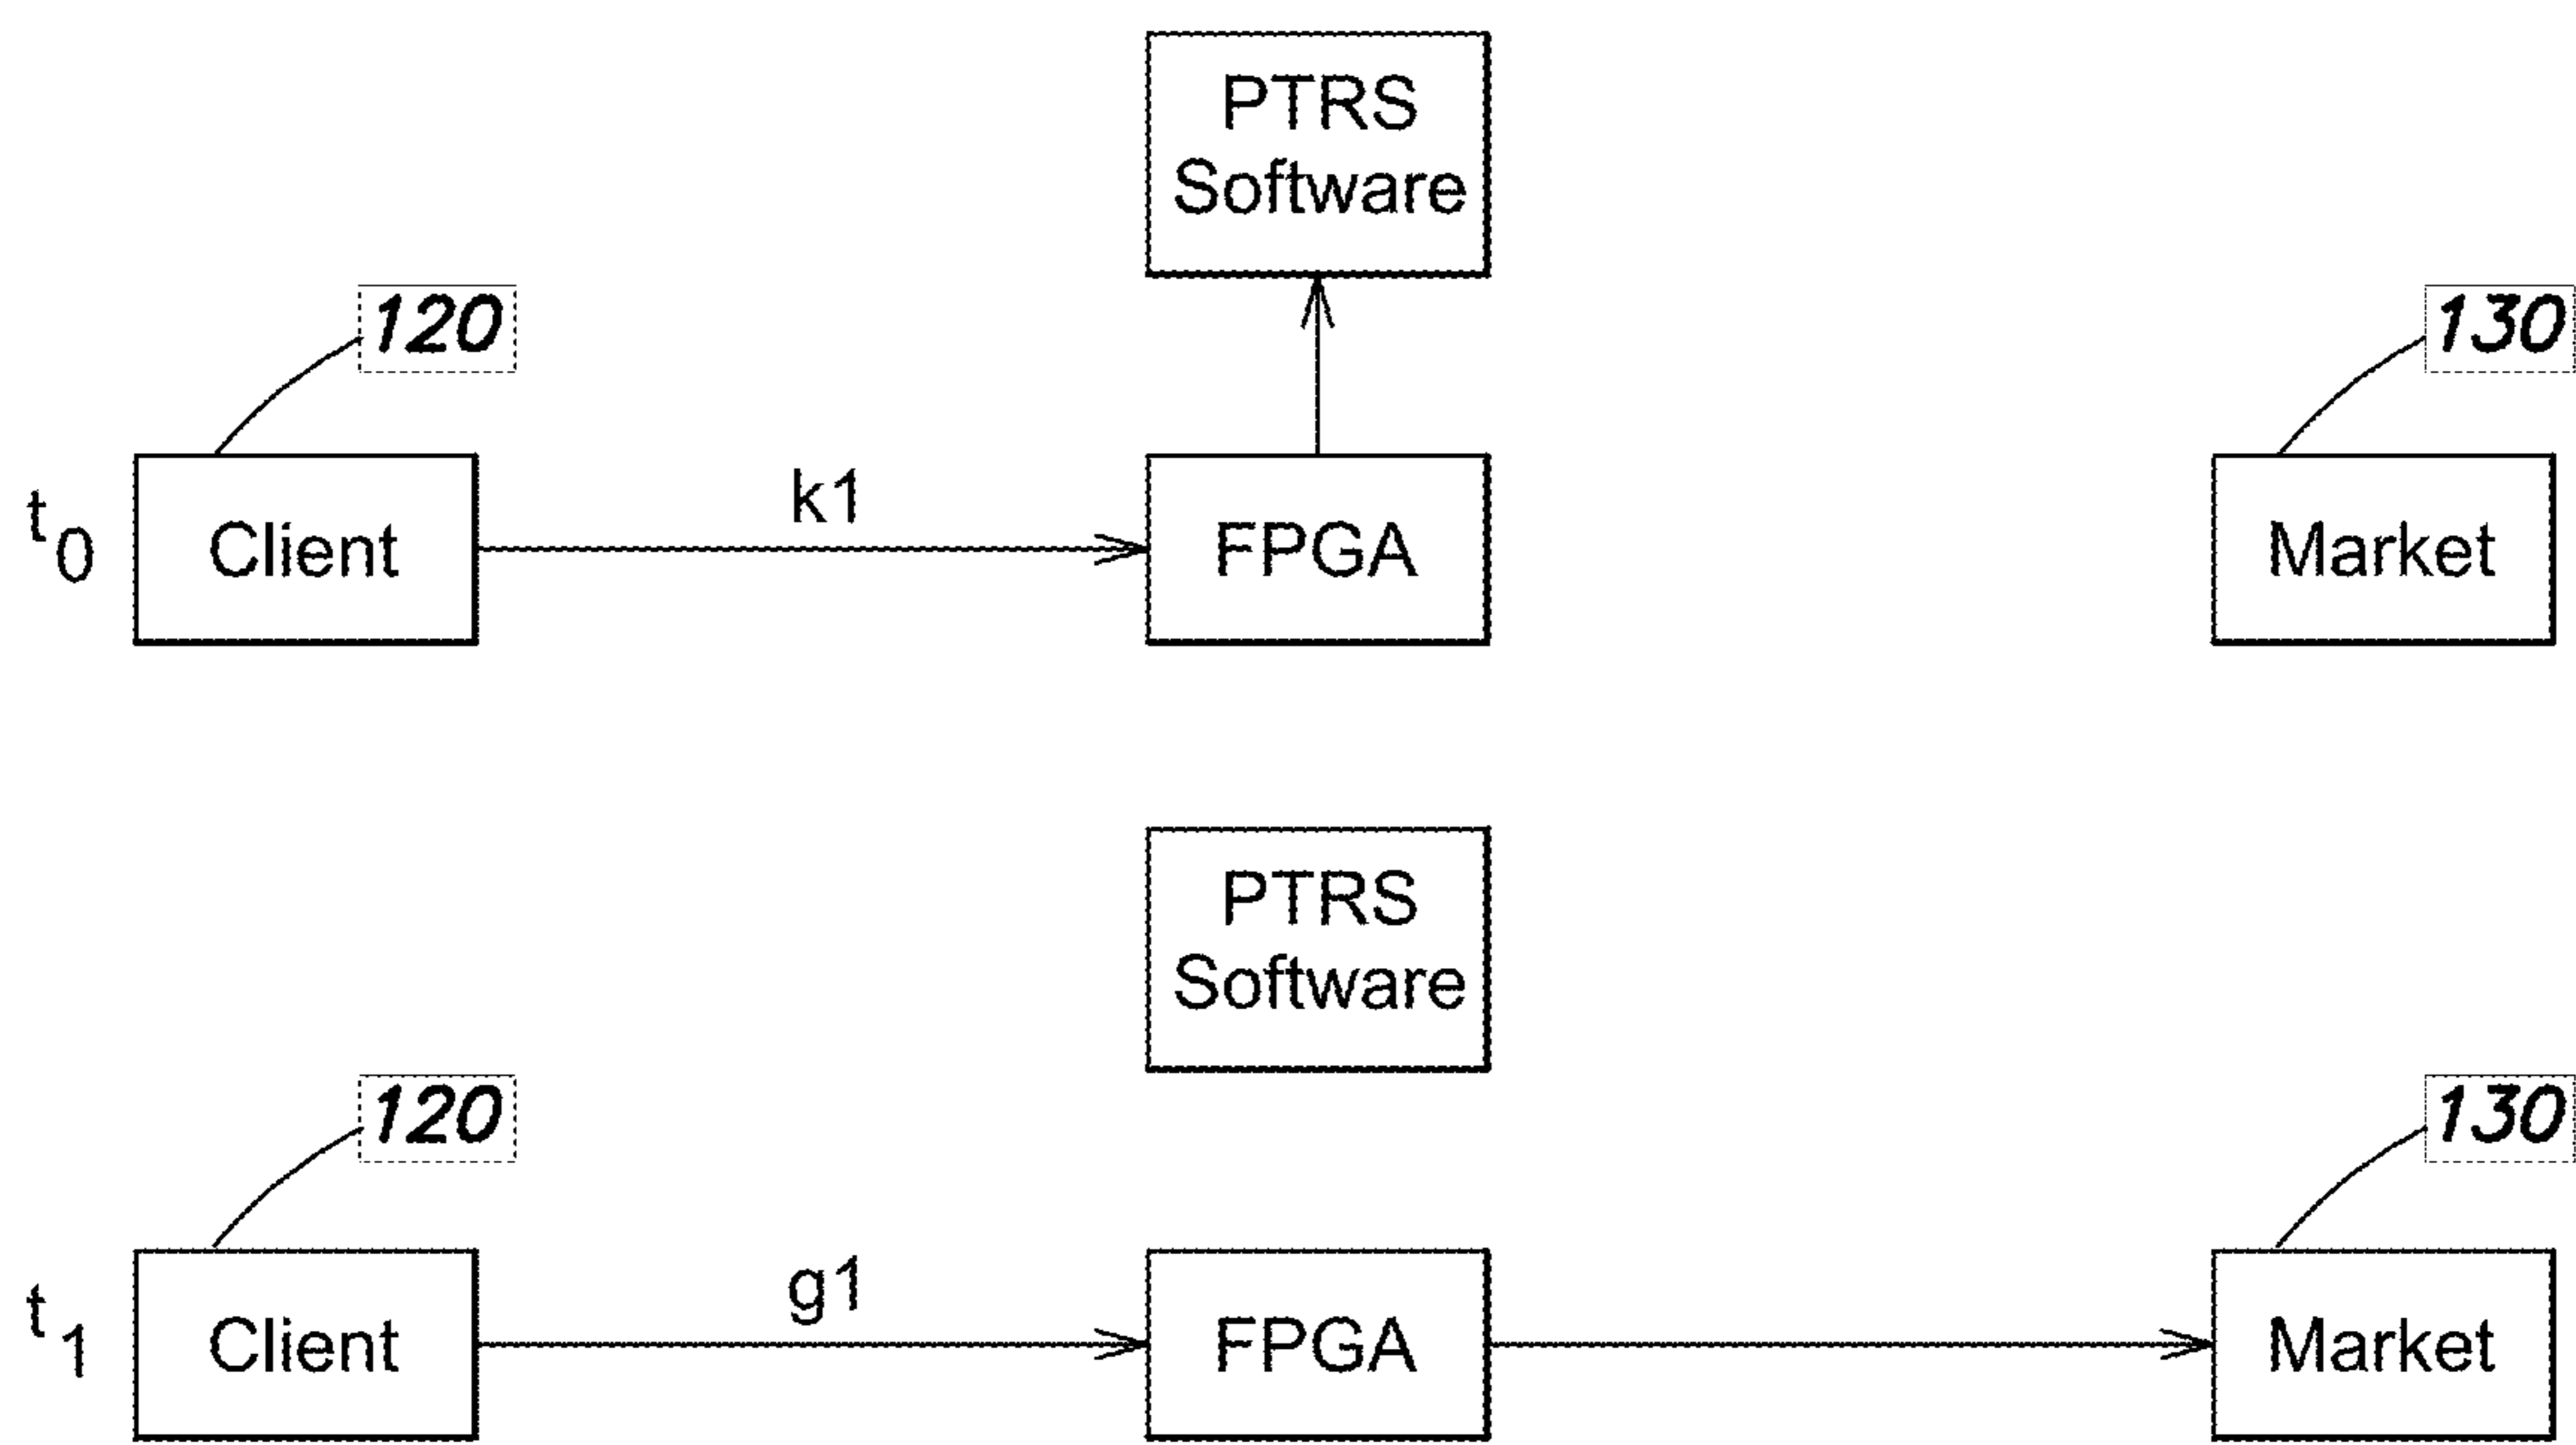 PTRS
Software
120
130
t0
Client
k1
FPGA
Market
PTRS
Software
120
130
t1
Client
g1
FPGA
Market